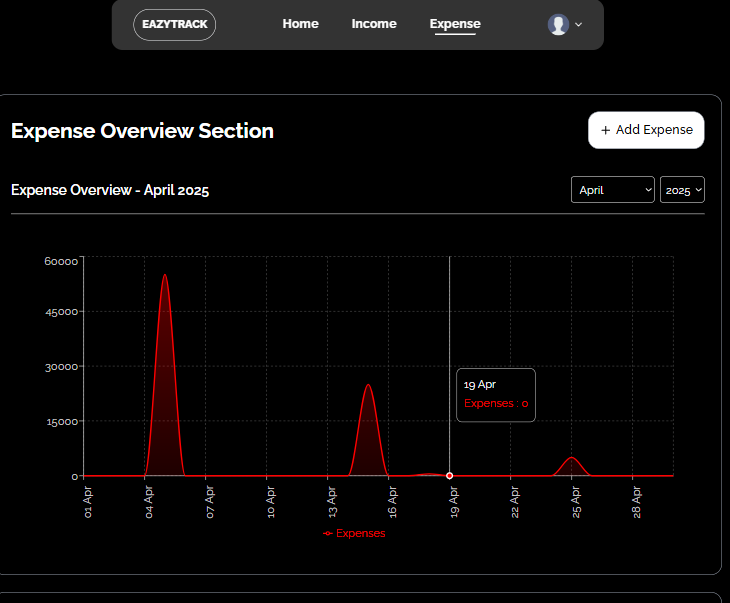 EAZYTRACK Home Income Expense
Expense Overview Section
+ Add Expense
Expense Overview - April 2025
April 2025
60000
45000
30000
15000
0
19 Apr
Expenses : 0
01 Apr 04 Apr 07 Apr 10 Apr 13 Apr 16 Apr 19 Apr 22 Apr 25 Apr 28 Apr
Expenses